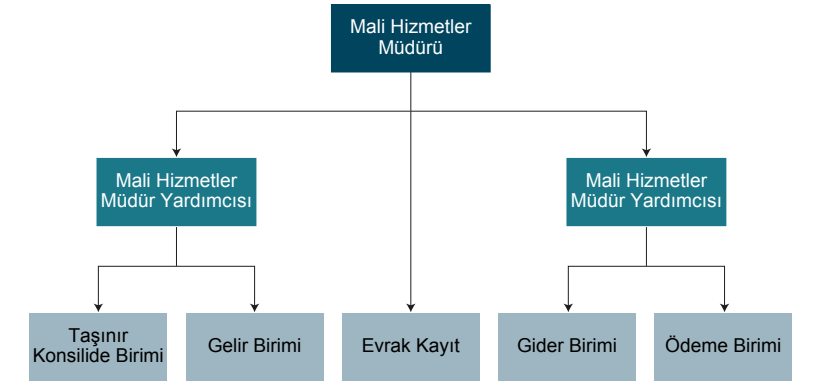 Mali Hizmetler
Müdürü
Mali Hizmetler
Müdür Yardımcısı
Mali Hizmetler
Müdür Yardımcısı
Taşınır
Konsilide Birimi
Gelir Birimi
Evrak Kayıt
Gider Birimi
Ödeme Birimi